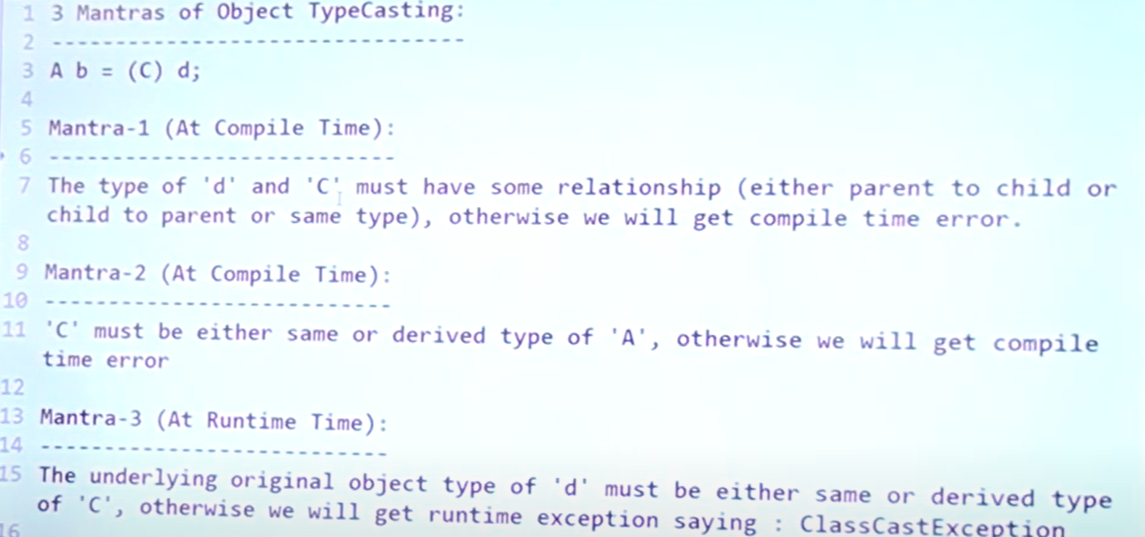 1 3 Mantras of Object TypeCasting:
2 ---------------------------------
3 A b = (C) d;
4
5 Mantra-1 (At Compile Time):
6 ---------------------------
7 The type of 'd' and 'C' must have some relationship (either parent to child or
child to parent or same type), otherwise we will get compile time error.
8
9 Mantra-2 (At Compile Time):
10 ---------------------------
11 'C' must be either same or derived type of 'A', otherwise we will get compile
time error
12
13 Mantra-3 (At Runtime Time):
14 ---------------------------
15 The underlying original object type of 'd' must be either same or derived type
of 'C', otherwise we will get runtime exception saying : ClassCastException
16